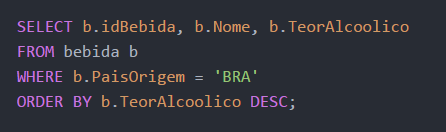 SELECT b.idBebida, b.Nome, b.TeorAlcoolico
FROM bebida b
WHERE b.PaisOrigem = 'BRA'
ORDER BY b.TeorAlcoolico DESC;